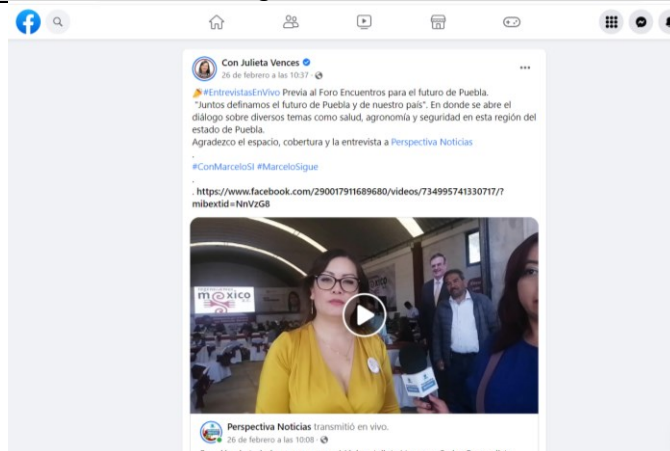 Con Julieta Vences
26 de febrero a las 10:37 ·
#EntrevistasEnVivo Previa al Foro Encuentros para el futuro de Puebla.
"Juntos definamos el futuro de Puebla y de nuestro país". En donde se abre el
diálogo sobre diversos temas como salud, agronomía y seguridad en esta región del
estado de Puebla.
Agradezco el espacio, cobertura y la entrevista a Perspectiva Noticias
.
#ConMarceloSI #MarceloSigue
.
. https://www.facebook.com/290017911689680/videos/734995741330717/?
mibextid=NnVzG8
méxico
Perspectiva Noticias transmitió en vivo.
26 de febrero a las 10:08 ·